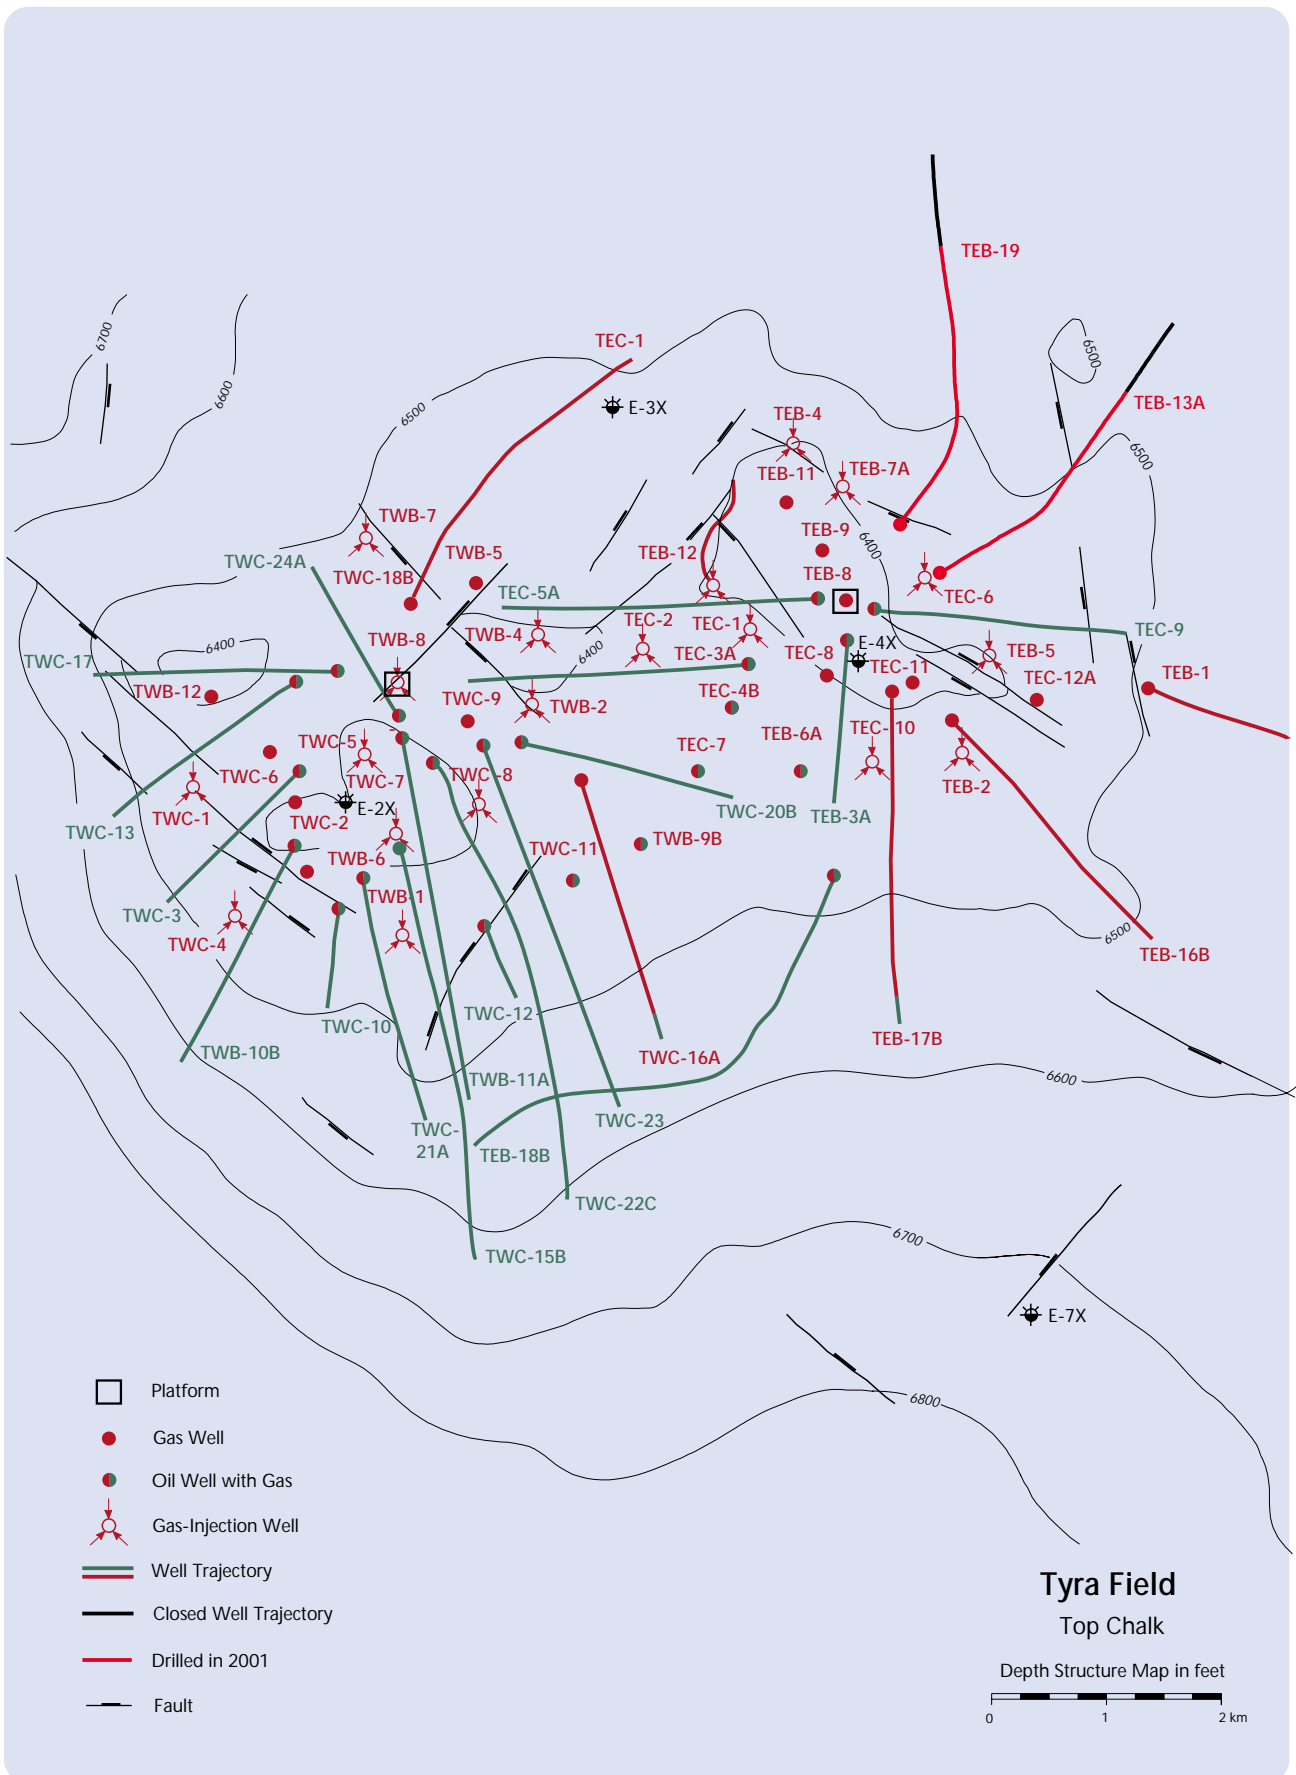 TEB-19
6700
6600
6500
TEC-1
E-3X
6500
TEB-13A
TEB-4
6500
TEB-11
TEB-7A
TWB-7
TWC-24A
TWC-18B
TWB-5
TEC-5A
TEB-12
TEB-9
6400
TEB-8
TEC-6
TWC-17
6400
TWB-12
TWB-8
TWB-4
6400
TEC-2
TEC-1
TEC-3A
TEC-8
E-4X
TEC-11
TEB-5
TEC-9
TEC-12A
TEB-1
TWC-9
TWB-2
TEC-4B
TWC-5
TWC-6
TWC-7
TWC-8
TEC-7
TEB-6A
TEC-10
TEB-2
TWC-13
TWC-1
TWC-2
E-2X
TWC-20B
TEB-3A
TWB-6
TWC-11
TWB-9B
TWC-3
TWC-4
TWB-1
6500
TEB-16B
TWC-10
TWC-12
TWB-10B
TWC-16A
TEB-17B
TWB-11A
6600
TWC-23
TWC-
21A
TEB-18B
TWC-22C
TWC-15B
6700
E-7X
6800
Platform
Gas Well
Oil Well with Gas
Gas-Injection Well
Well Trajectory
Closed Well Trajectory
Drilled in 2001
Fault
Tyra Field
Top Chalk
Depth Structure Map in feet
0 1 2 km